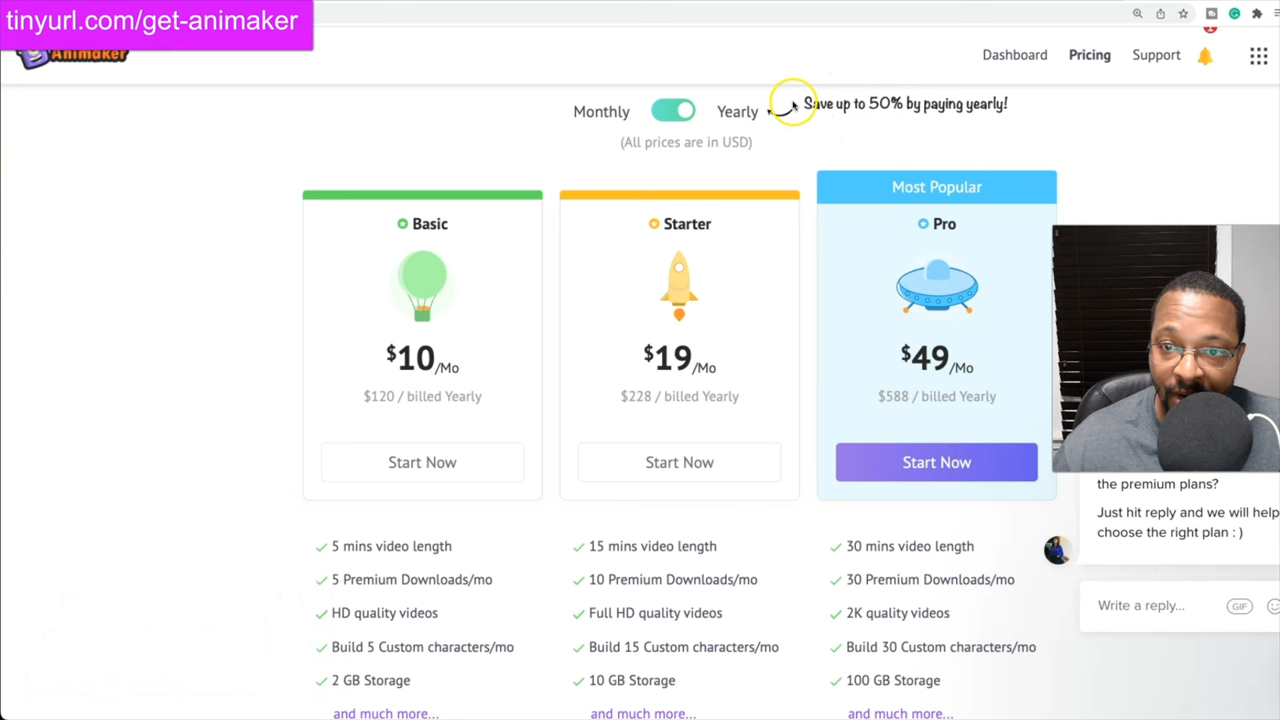 tinyurl.com/get-animaker
Animaker
Dashboard Pricing Support
Monthly Yearly Save up to 50% by paying yearly!
(All prices are in USD)
Most Popular
Basic
Starter
Pro
$10/Mo
$19/Mo
$49/Mo
$120 / billed Yearly
$228 / billed Yearly
$588 / billed Yearly
Start Now
Start Now
Start Now
the premium plans?
Just hit reply and we will help
choose the right plan : )
5 mins video length
15 mins video length
30 mins video length
5 Premium Downloads/mo
10 Premium Downloads/mo
30 Premium Downloads/mo
Write a reply...
GIF
HD quality videos
Full HD quality videos
2K quality videos
Build 5 Custom characters/mo
Build 15 Custom characters/mo
Build 30 Custom characters/mo
2 GB Storage
10 GB Storage
100 GB Storage
and much more...
and much more...
and much more...